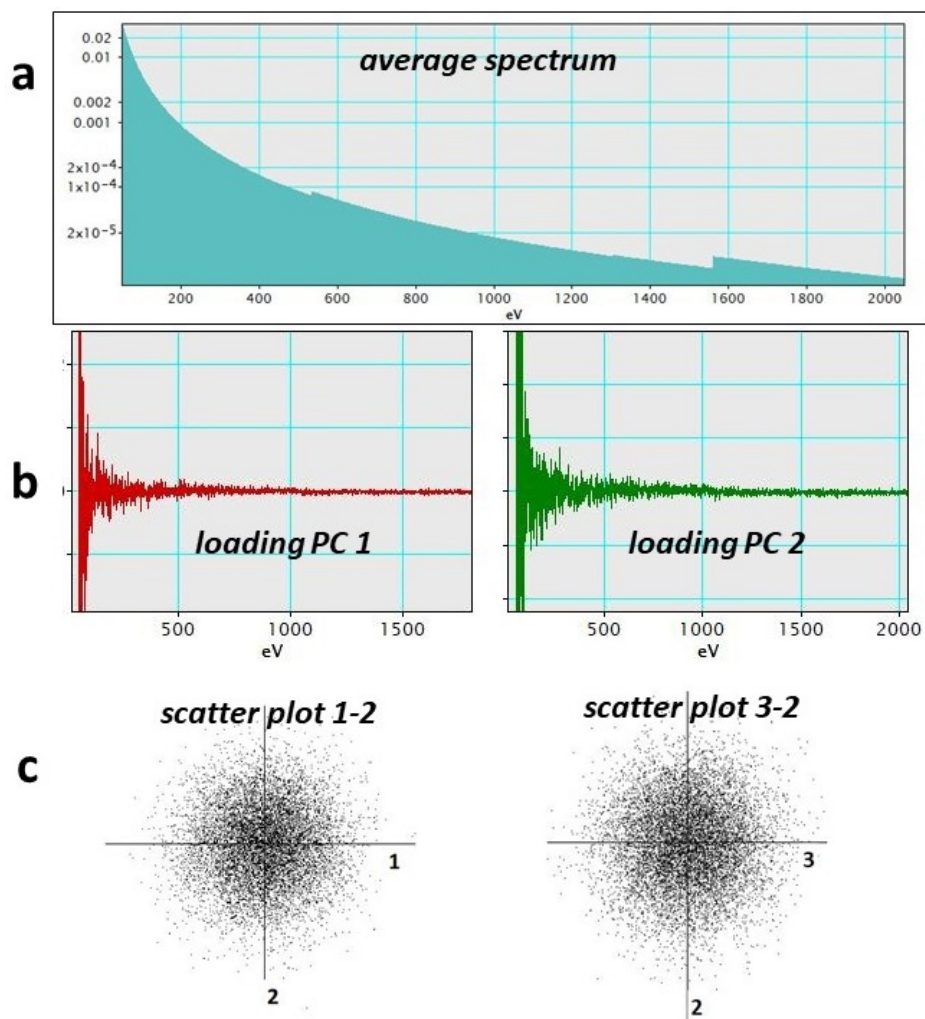 a
average spectrum
0.02
0.01
0.002
0.001
2x10⁻⁴
1x10⁻⁴
2x10⁻⁵
200 400 600 800 1000 1200 1400 1600 1800 2000
eV
b
loading PC 1
500 1000 1500
eV
loading PC 2
500 1000 1500 2000
eV
c
scatter plot 1-2
1
2
scatter plot 3-2
3
2